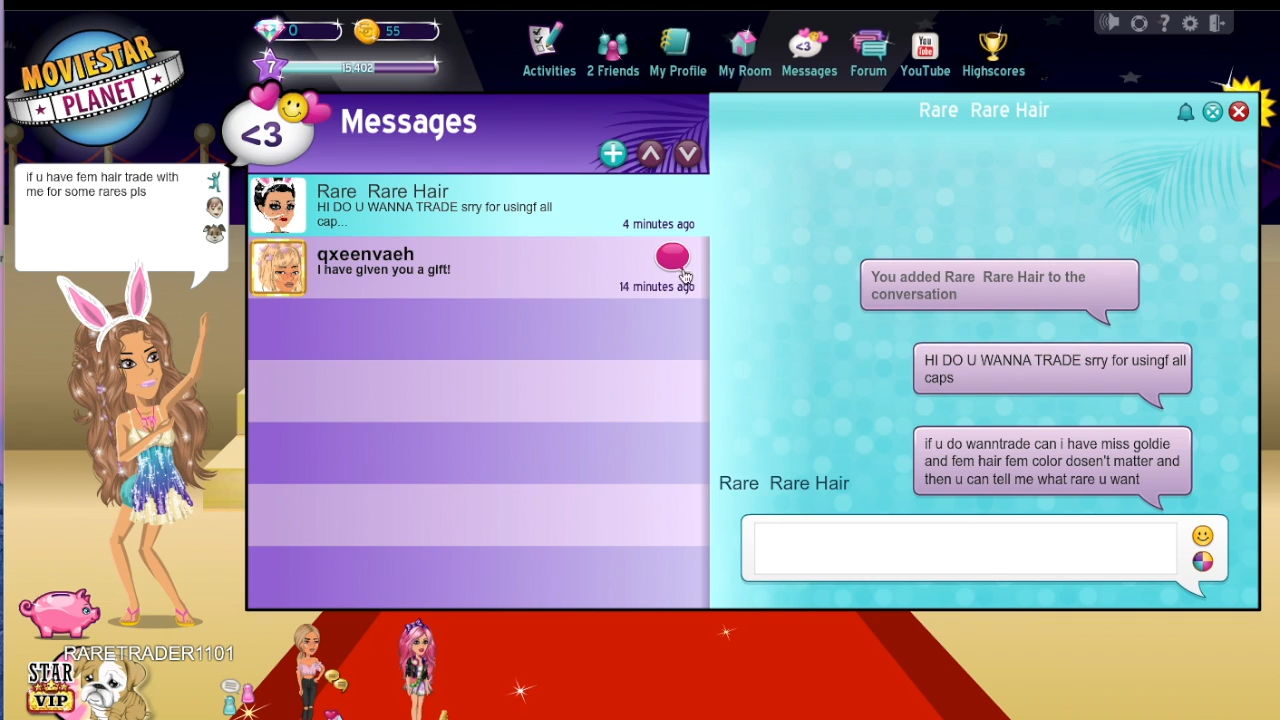 MOVIESTAR
PLANET
0
55
7
15,402
Activities
2 Friends
My Profile
My Room
<3
Messages
Forum
You
Tube
YouTube
Highscores
?
<3
Messages
Rare  Rare Hair
if u have fem hair trade with
me for some rares pls
Rare  Rare Hair
HI DO U WANNA TRADE srry for usingf all
cap...
4 minutes ago
qxeenvaeh
I have given you a gift!
14 minutes ago
You added Rare  Rare Hair to the
conversation
HI DO U WANNA TRADE srry for usingf all
caps
if u do wanntrade can i have miss goldie
and fem hair fem color dosen't matter and
then u can tell me what rare u want
Rare  Rare Hair
RARETRADER1101
STAR
VIP